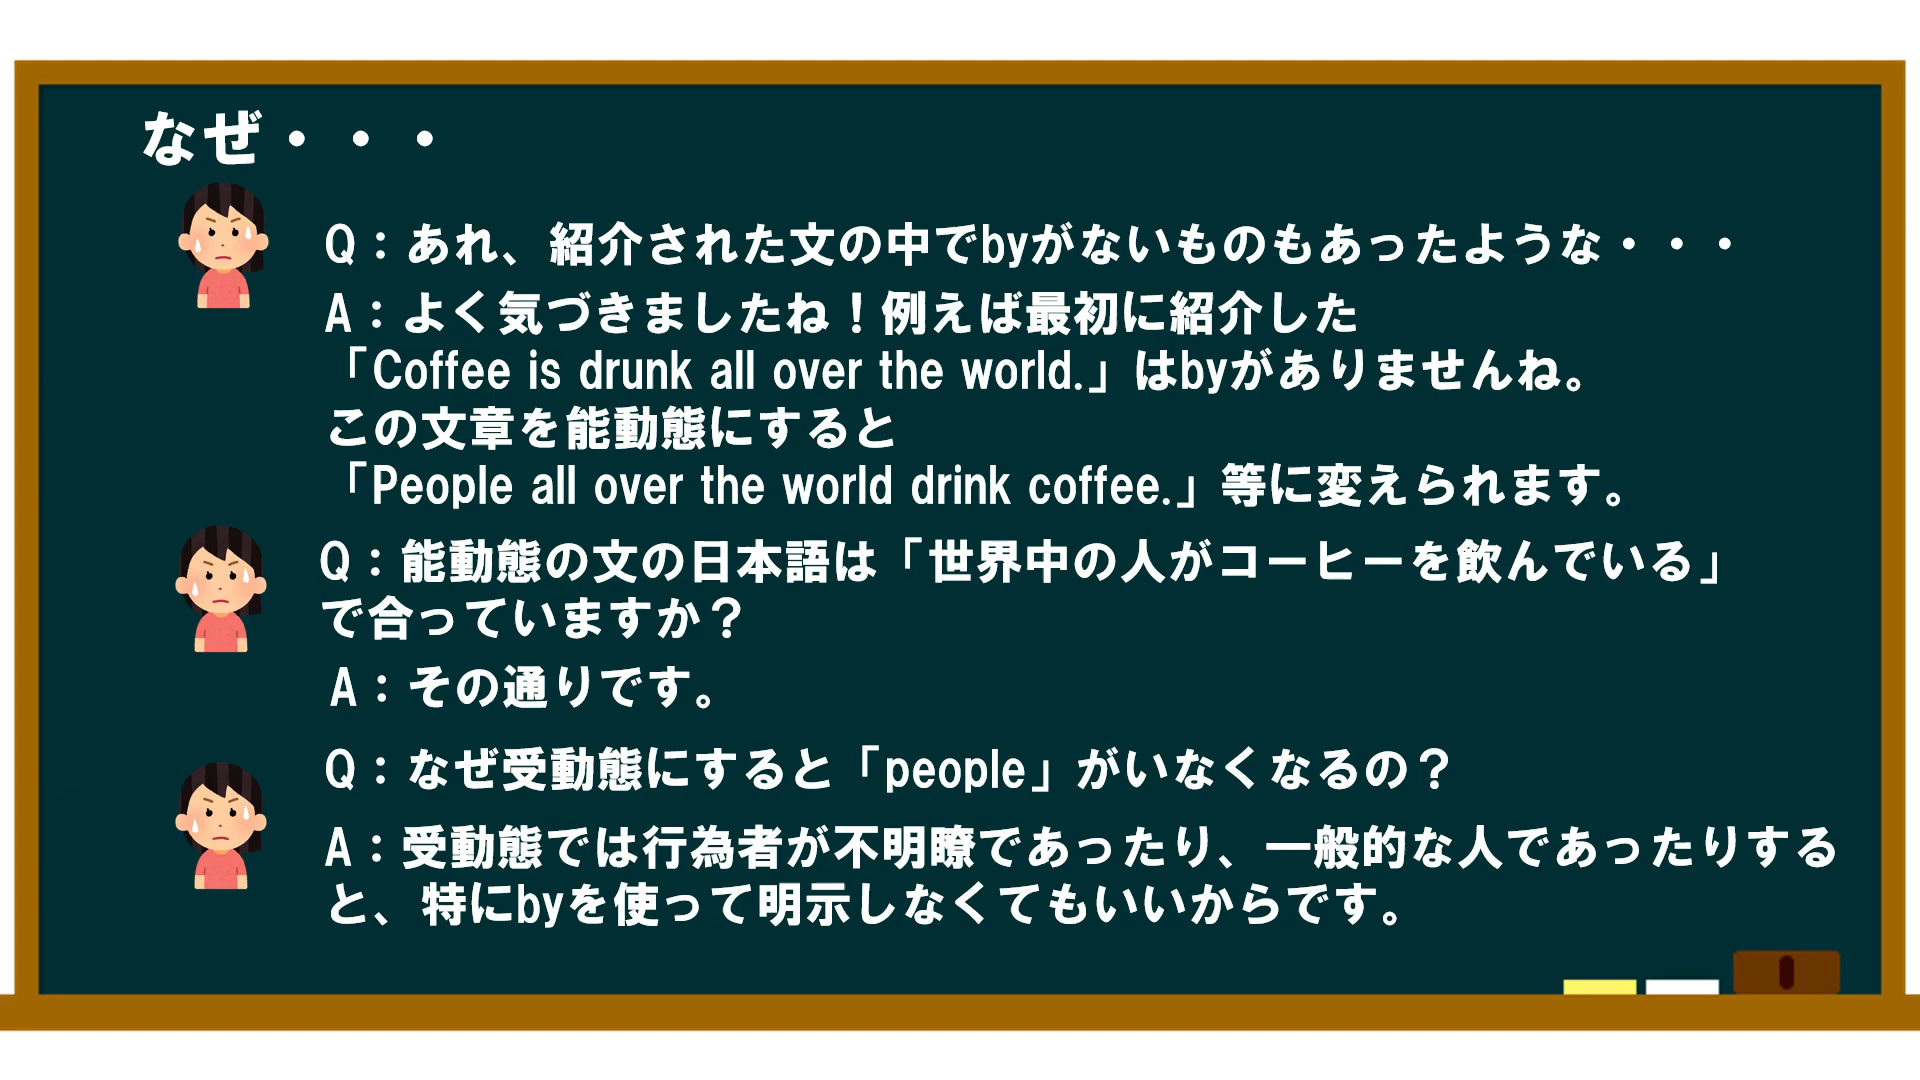 なぜ・・・
Q：あれ、紹介された文の中でbyがないものもあったような・・・
A：よく気づきましたね！例えば最初に紹介した
「Coffee is drunk all over the world.」はbyがありませんね。
この文章を能動態にすると
「People all over the world drink coffee.」等に変えられます。
Q：能動態の文の日本語は「世界中の人がコーヒーを飲んでいる」
で合っていますか？
A：その通りです。
Q：なぜ受動態にすると「people」がいなくなるの？
A：受動態では行為者が不明瞭であったり、一般的な人であったりする
と、特にbyを使って明示しなくてもいいからです。